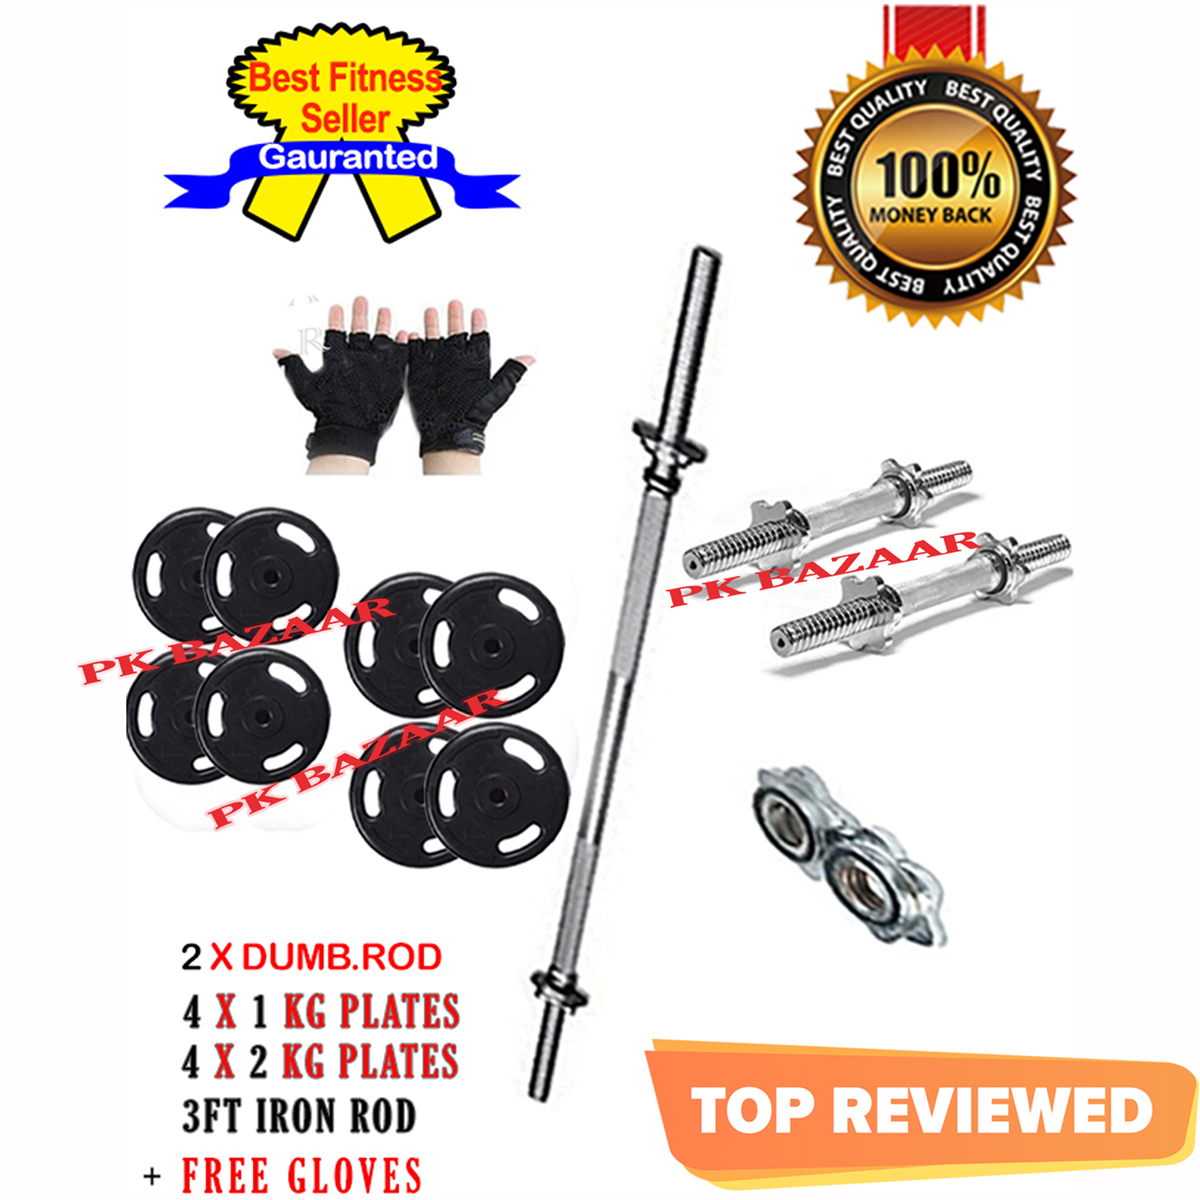 Best Fitness
Seller
Gauranted
BEST QUALITY BEST QUALITY BEST QUALITY BEST QUALITY
100%
MONEY BACK
PK BAZAAR
PK BAZAAR
PK BAZAAR
2 X DUMB.ROD
4 X 1 KG PLATES
4 X 2 KG PLATES
3FT IRON ROD
+ FREE GLOVES
TOP REVIEWED